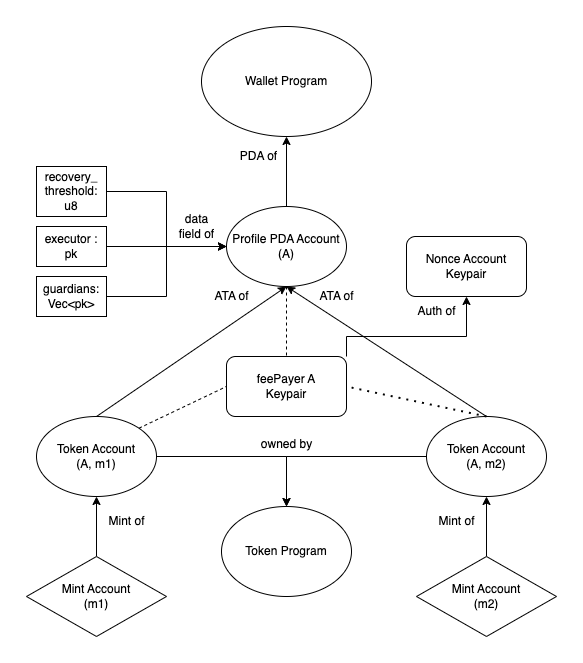 Wallet Program
PDA of
recovery_
threshold:
u8
data
field of
executor :
pk
Profile PDA Account
(A)
guardians:
Vec<pk>
Nonce Account
Keypair
ATA of
ATA of
Auth of
feePayer A
Keypair
Token Account
(A, m1)
owned by
Token Account
(A, m2)
Mint of
Token Program
Mint of
Mint Account
(m1)
Mint Account
(m2)